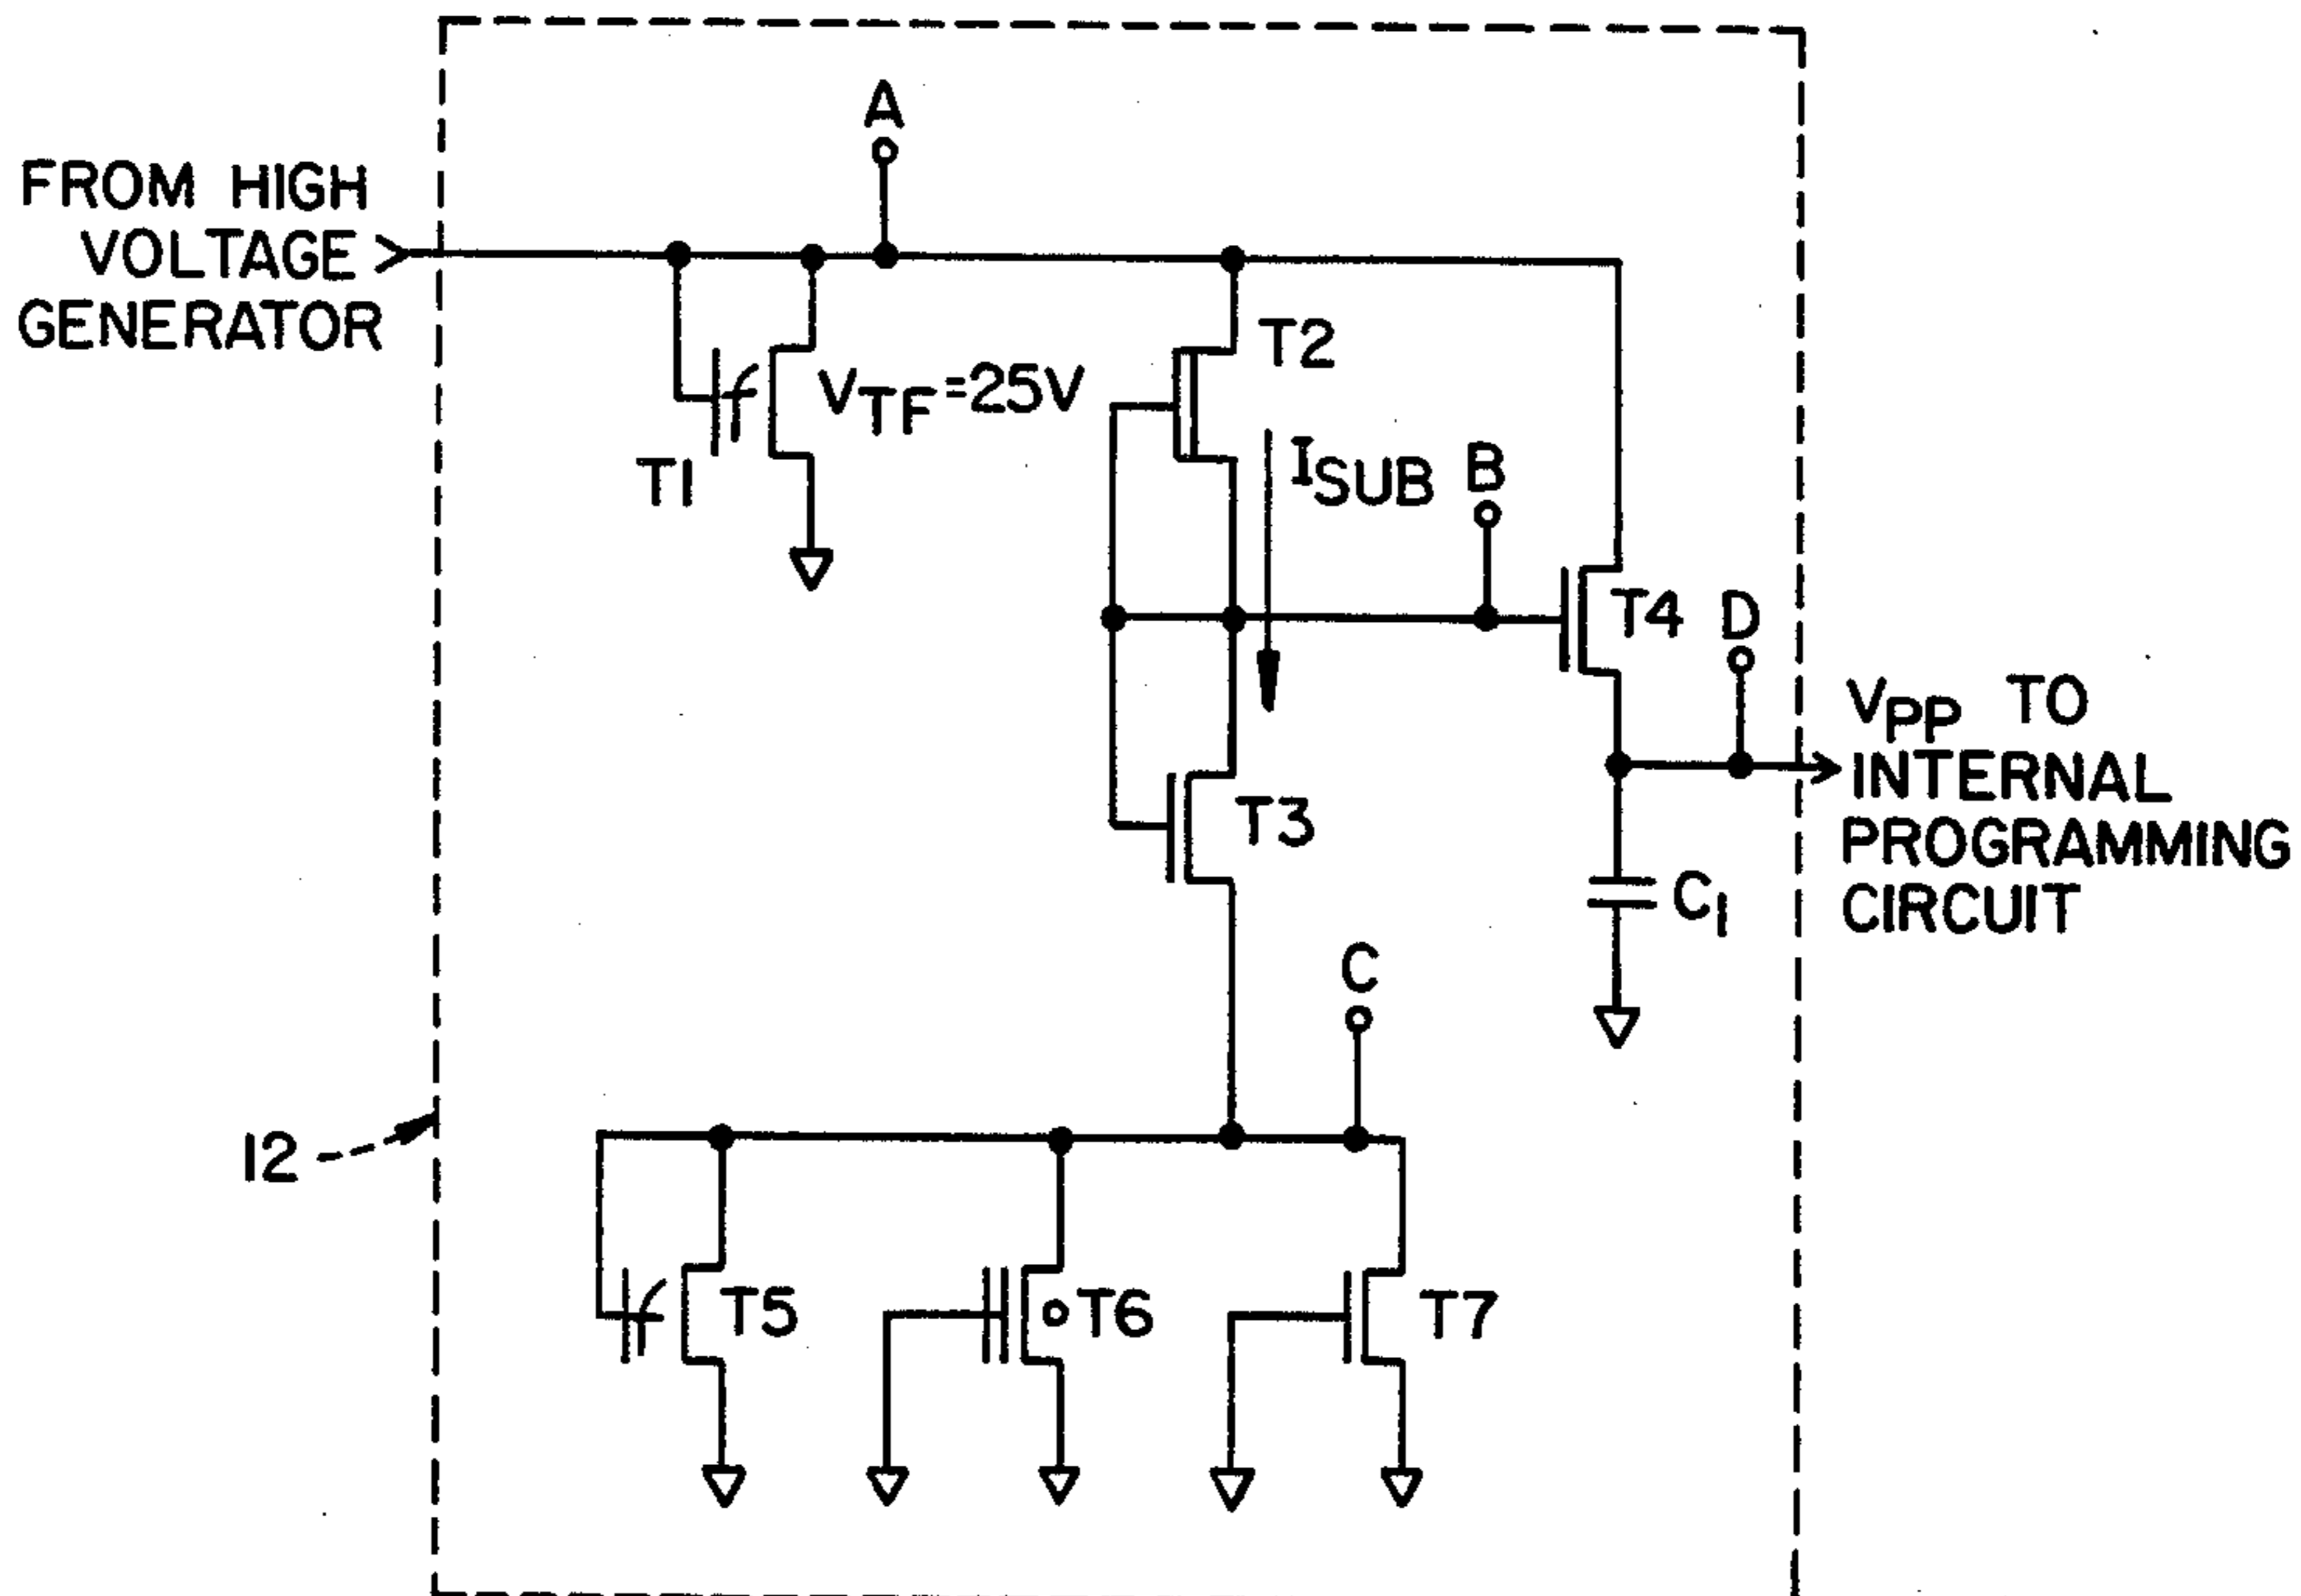 A
FROM HIGH
VOLTAGE
GENERATOR
T2
VTF=25V
T1
ISUB
B
T4
D
VPP TO
INTERNAL
PROGRAMMING
CIRCUIT
T3
C1
C
12
T5
T6
T7